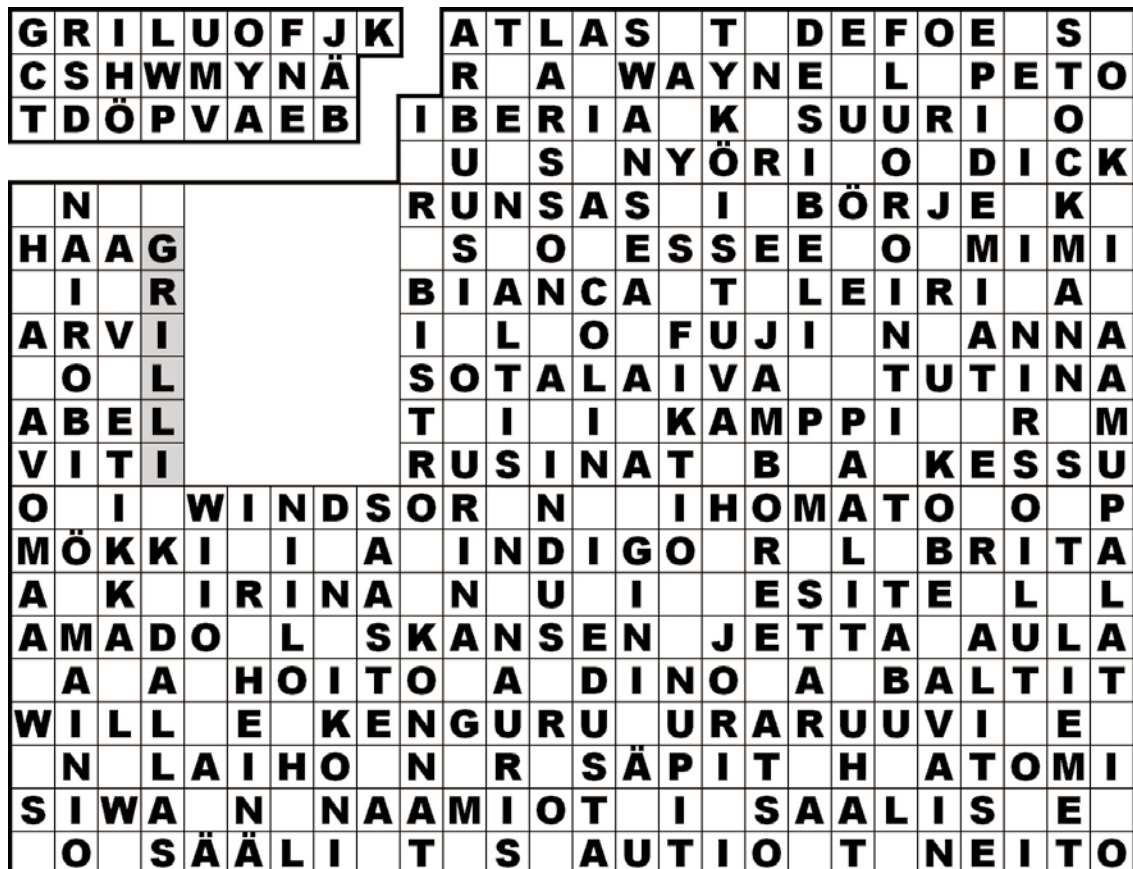 GRILUOFJK ATLAS T DEFOE S
CSHWMYNÄ R A WAYNE L PETO
TDÖPVAEB IBERIA K SUURI O
U S NYÖRI O DICK
N RUNSAS I BÖRJE K
HAAG S O ESSEE O MIMI
I R BIANCA T LEIRI A
ARVI I L O FUJI N ANNA
O L SOTALAIVA TUTINA
ABELL T I I KAMPPI R M
VITI RUSINAT B A KESSU
O I WINDSOR N IHOMATO O P
MÖKKI I A INDIGO R L BRITA
A K IRINA N U I ESITE L L
AMADO L SKANSEN JETTA AULA
A A HOITO A DINO A BALTIT
WILL E KENGURU URARUUVI E
N LAIHO N R SÄPIT H ATOMI
SIWA N NAAMIOT I SAALIS E
O SÄÄLI T S AUTIO T NEITO